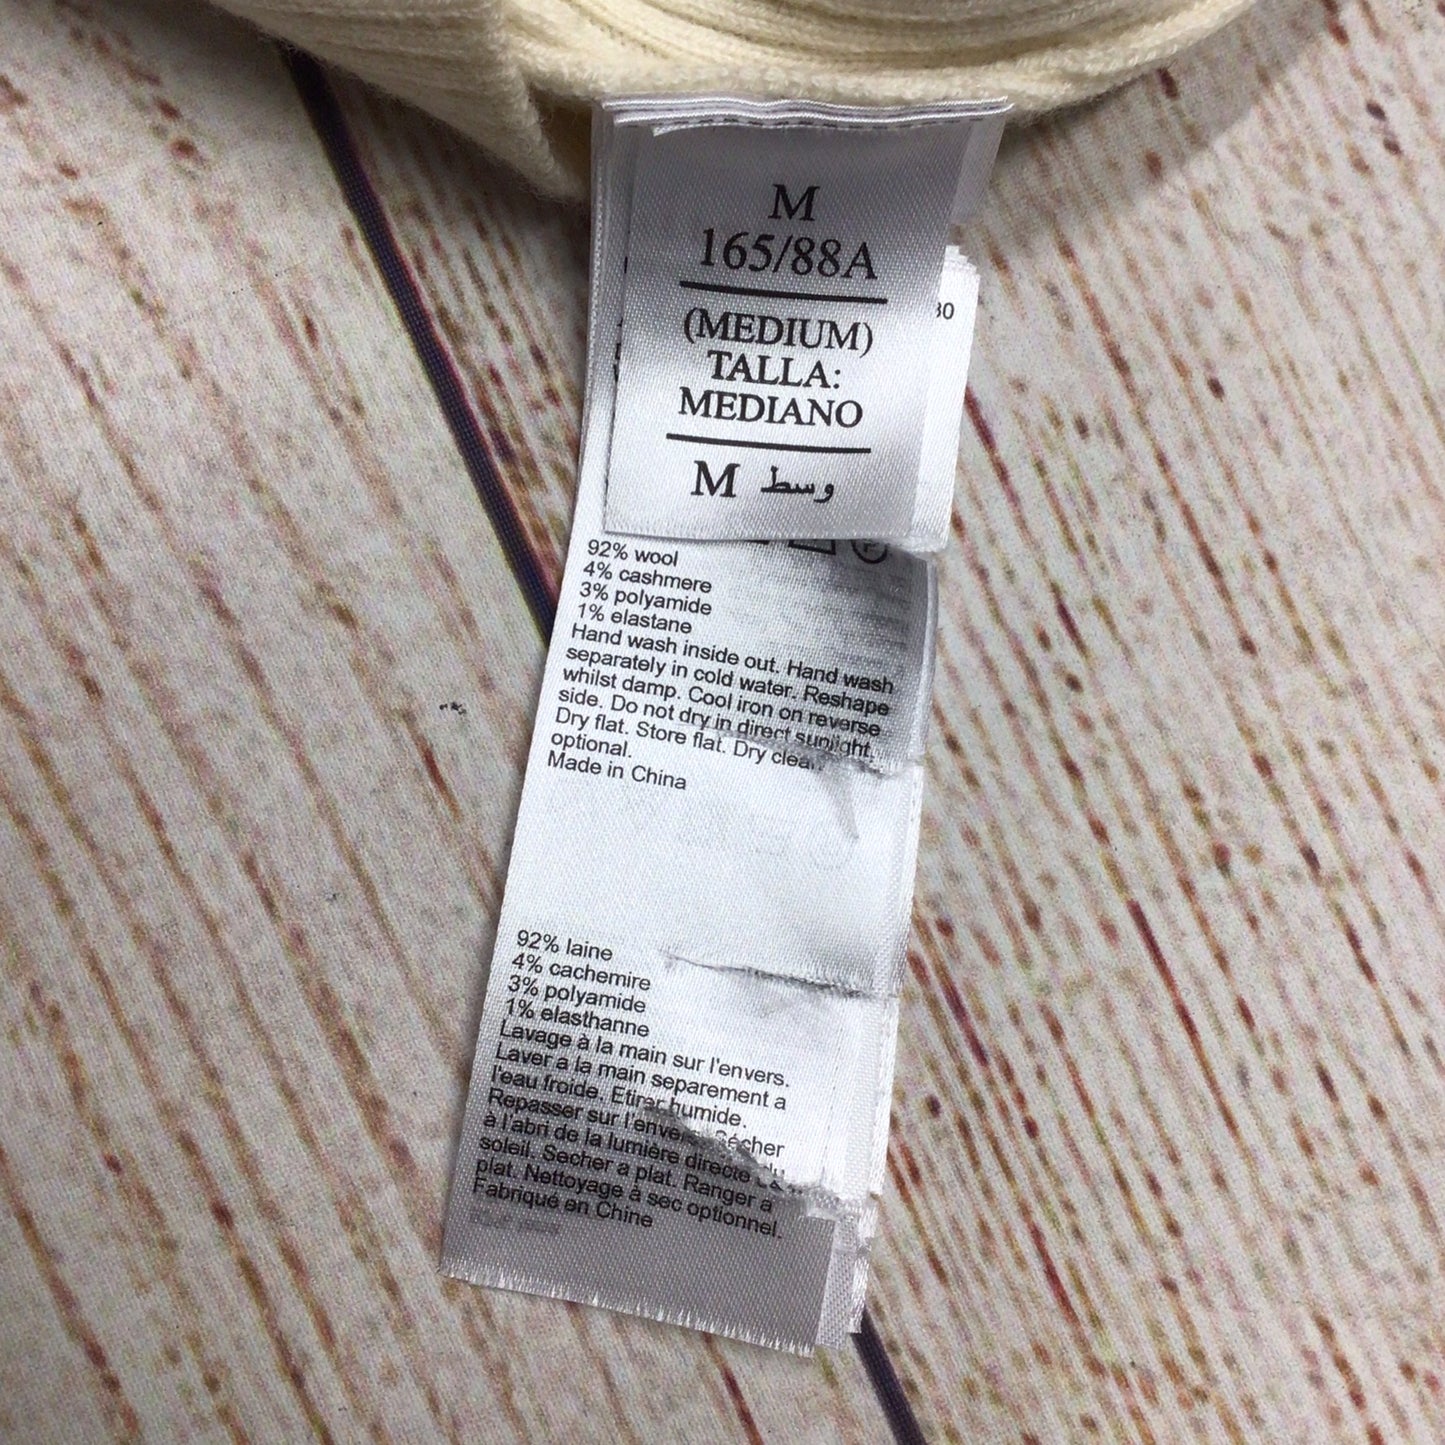 M
165/88A
(MEDIUM)
TALLA:
MEDIANO
M وسط
30
92% wool
4% cashmere
3% polyamide
1% elastane
Hand wash inside out. Hand wash
separately in cold water. Reshape
whilst damp. Cool iron on reverse
side. Do not dry in direct sunlight.
Dry flat. Store flat. Dry clean
optional.
Made in China
92% laine
4% cachemire
3% polyamide
1% elasthanne
Lavage à la main sur l'envers.
Laver a la main separement a
l'eau froide. Etirer humide.
Repasser sur l'envers. Sécher
à l'abri de la lumière directe du
soleil. Secher a plat. Ranger à
plat. Nettoyage à sec optionnel.
Fabriqué en Chine